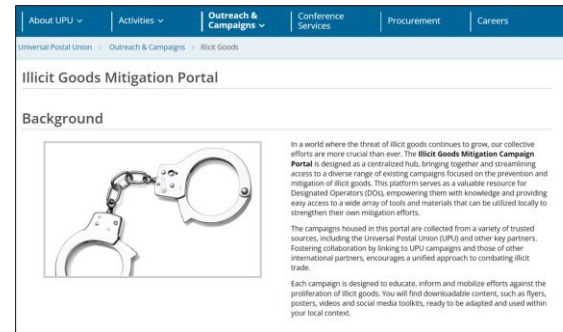 About UPU
Activities
Outreach &
Campaigns
Conference
Services
Procurement
Careers
Universal Postal Union > Outreach & Campaigns > Illicit Goods
Illicit Goods Mitigation Portal
Background
In a world where the threat of illicit goods continues to grow, our collective
efforts are more crucial than ever. The Illicit Goods Mitigation Campaign
Portal is designed as a centralized hub, bringing together and streamlining
access to a diverse range of existing campaigns focused on the prevention and
mitigation of illicit goods. This platform serves as a valuable resource for
Designated Operators (DOs), empowering them with knowledge and providing
easy access to a wide array of tools and materials that can be utilized locally to
strengthen their own mitigation efforts.
The campaigns housed in this portal are collected from a variety of trusted
sources, including the Universal Postal Union (UPU) and other key partners.
Fostering collaboration by linking to UPU campaigns and those of other
international partners, encourages a unified approach to combating illicit
trade.
Each campaign is designed to educate, inform and mobilize efforts against the
proliferation of illicit goods. You will find downloadable content, such as flyers,
posters, videos and social media toolkits, ready to be adapted and used within
your local context.